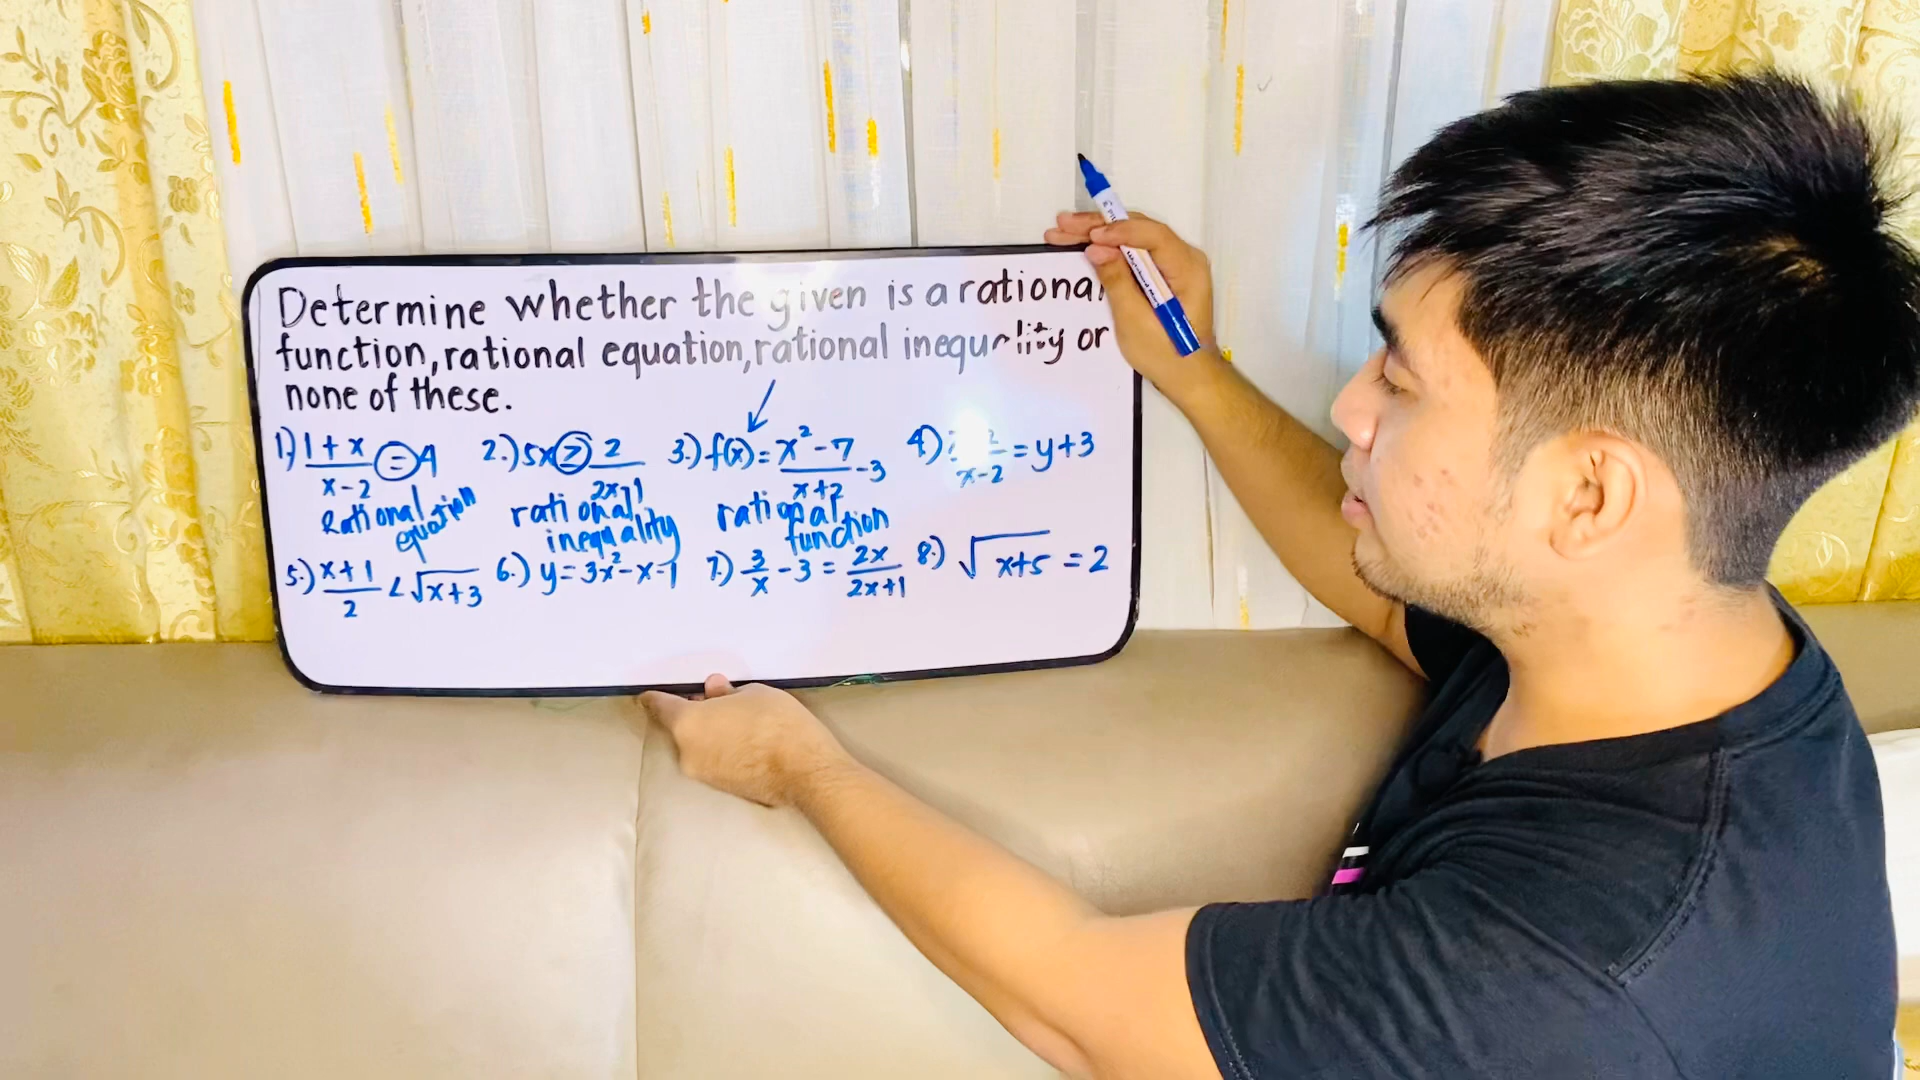 Determine whether the given is a rational
function, rational equation, rational inequality or
none of these.
1.) 1+x/x-2 = 4
Rational equation
2.) 5x ≥ 2/2x-1
rational inequality
3.) f(x) = x²-7/x+2 -3
rational function
4.) /x-2 = y+3
5.) x+1/2 < √x+3
6.) y = 3x²-x-1
7.) 3/x - 3 = 2x/2x+1
8.) √x+5 = 2